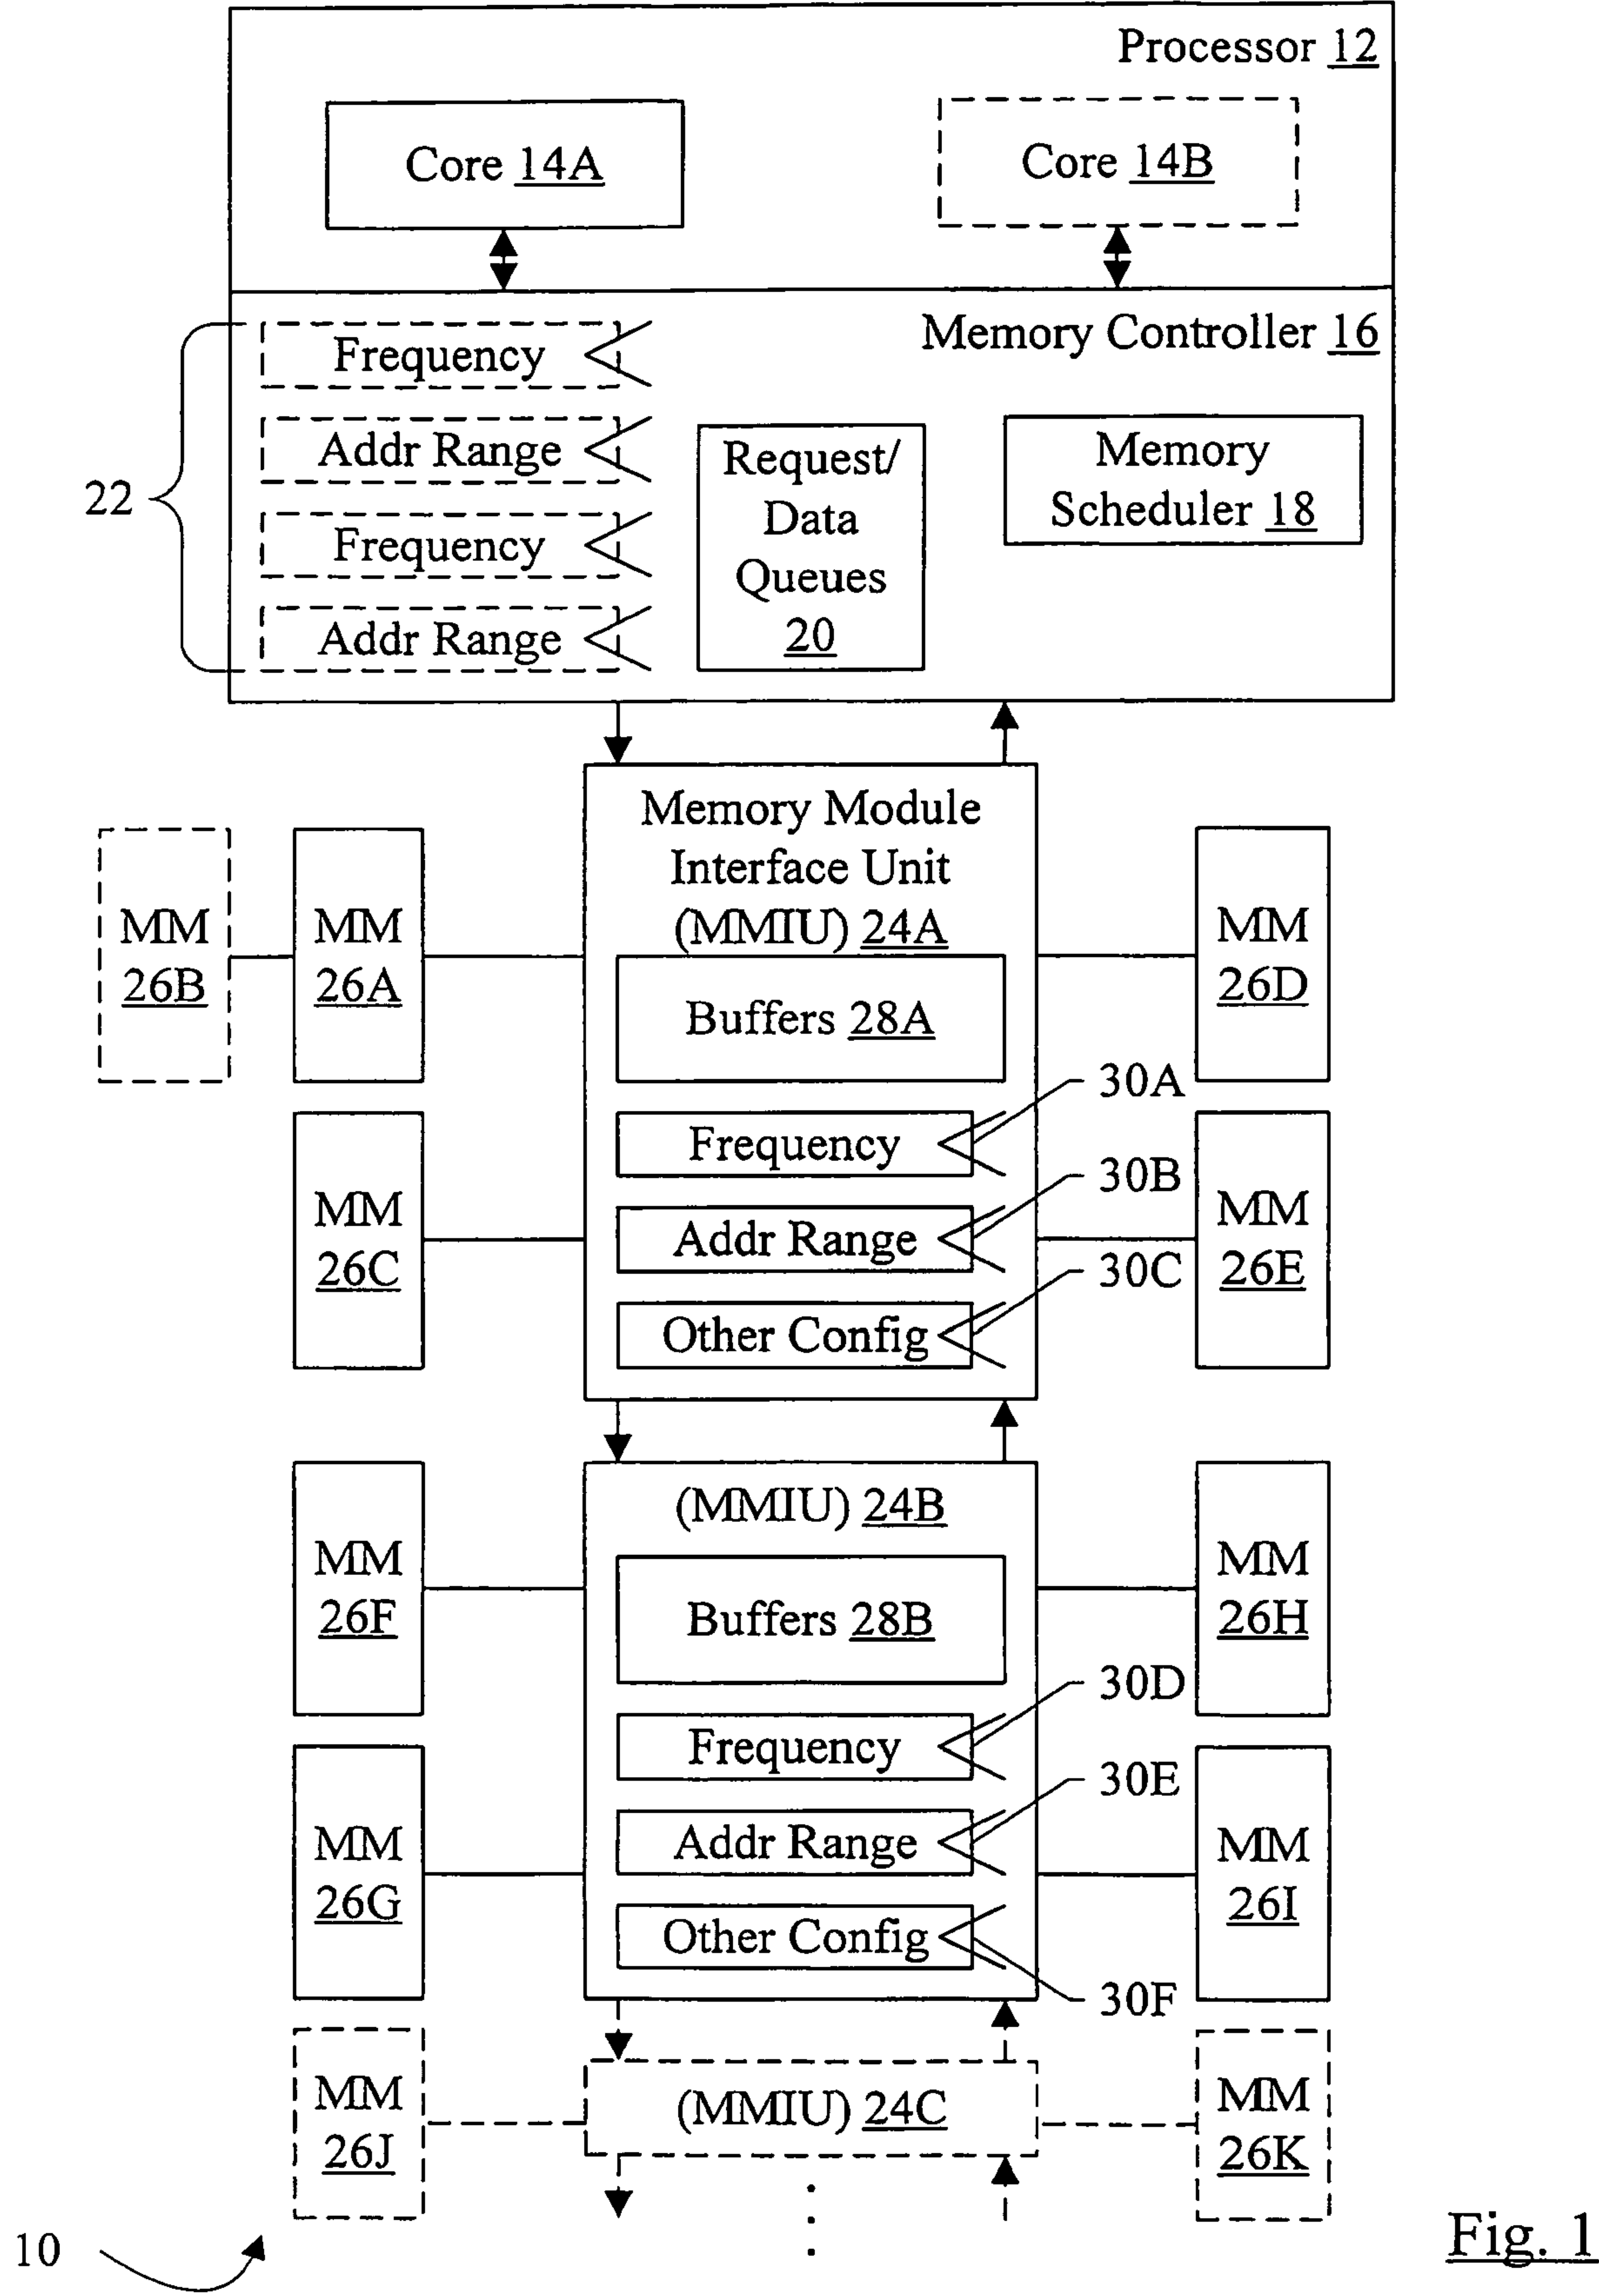 Processor 12
Core 14A
Core 14B
Memory Controller 16
22
Frequency
Addr Range
Frequency
Addr Range
Request/
Data
Queues
20
Memory
Scheduler 18
Memory Module
Interface Unit
(MMIU) 24A
Buffers 28A
Frequency
Addr Range
Other Config
30A
30B
30C
MM
26B
MM
26A
MM
26C
MM
26D
MM
26E
(MMIU) 24B
Buffers 28B
Frequency
Addr Range
Other Config
30D
30E
30F
MM
26F
MM
26G
MM
26H
MM
26I
MM
26J
(MMIU) 24C
MM
26K
10
Fig. 1